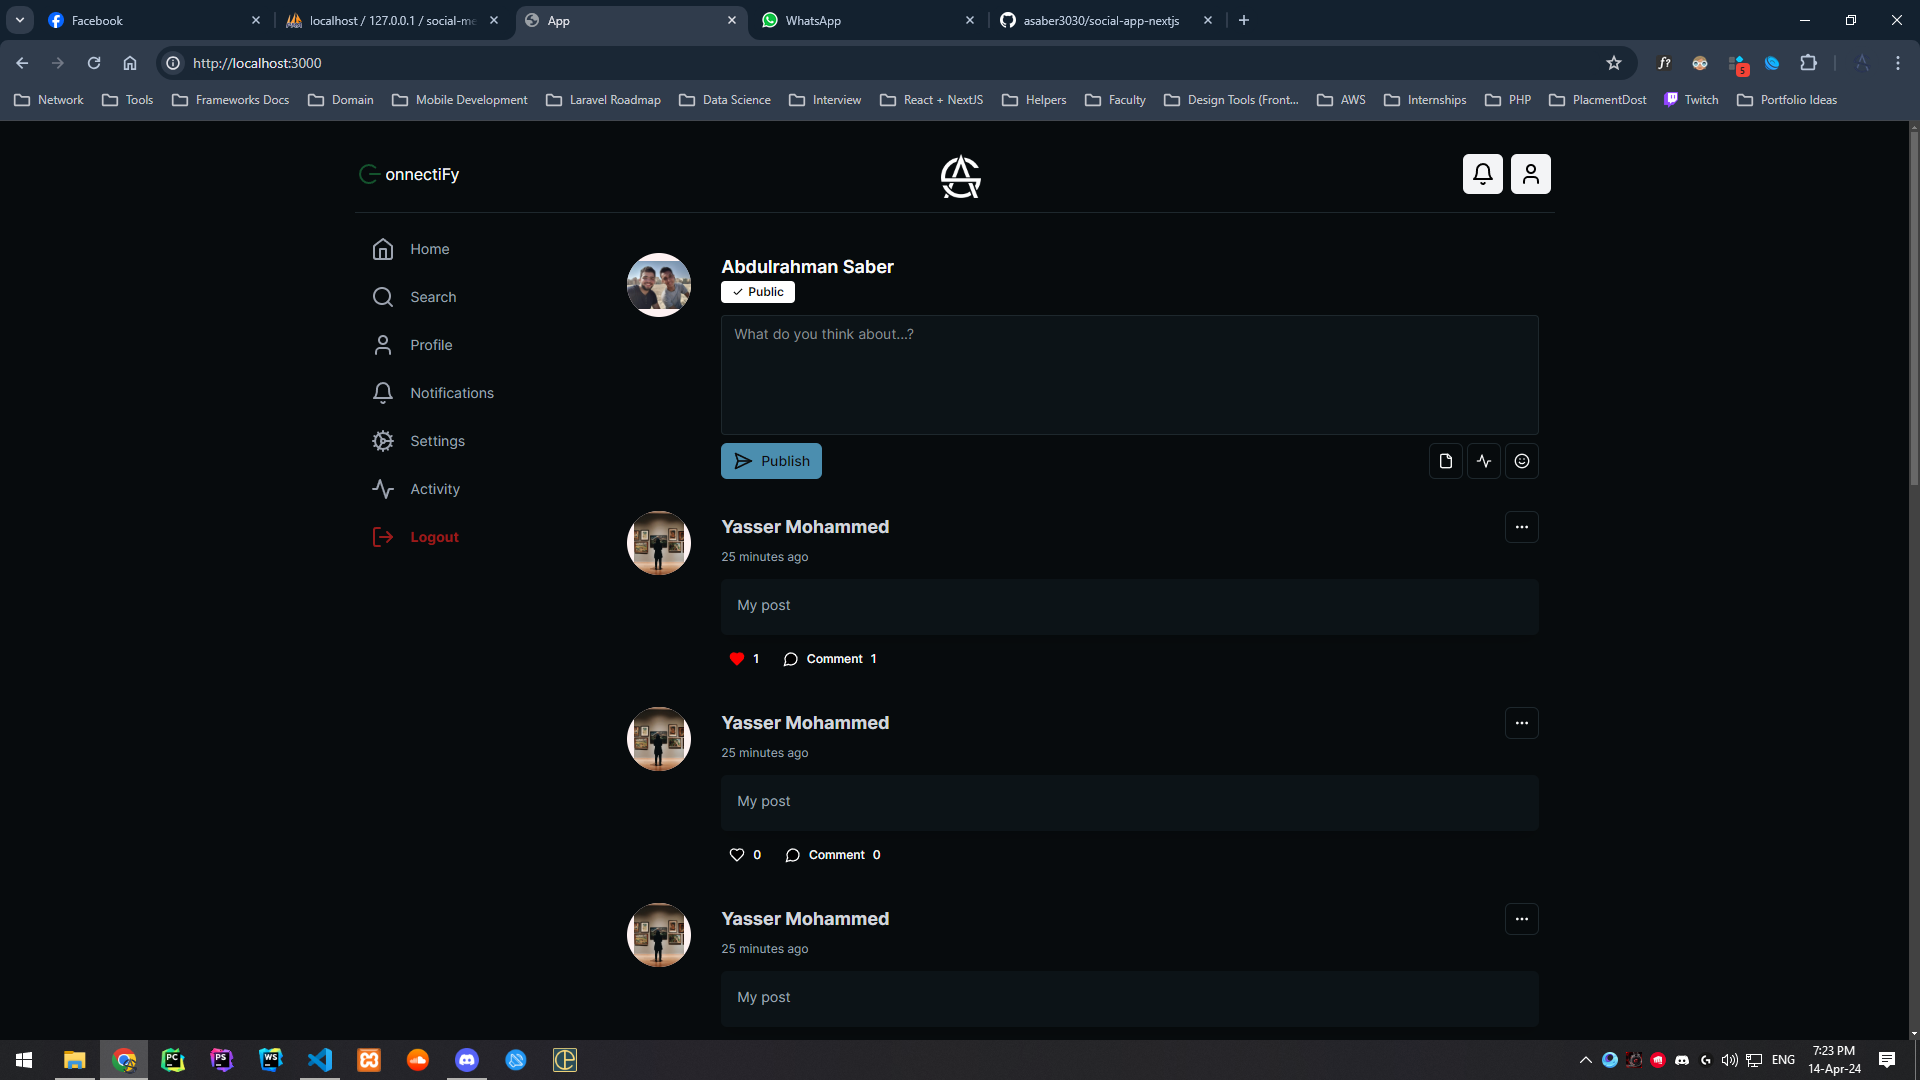 Facebook
localhost / 127.0.0.1 / social-me
App
WhatsApp
asaber3030/social-app-nextjs
http://localhost:3000
f?
5
Network
Tools
Frameworks Docs
Domain
Mobile Development
Laravel Roadmap
Data Science
Interview
React + NextJS
Helpers
Faculty
Design Tools (Front...
AWS
Internships
PHP
PlacmentDost
Twitch
Portfolio Ideas
onnectiFy
Home
Search
Profile
Notifications
Settings
Activity
Logout
Abdulrahman Saber
Public
What do you think about...?
Publish
Yasser Mohammed
25 minutes ago
My post
1
Comment 1
Yasser Mohammed
25 minutes ago
My post
0
Comment 0
Yasser Mohammed
25 minutes ago
My post
PC
PS
WS
ENG
7:23 PM
14-Apr-24